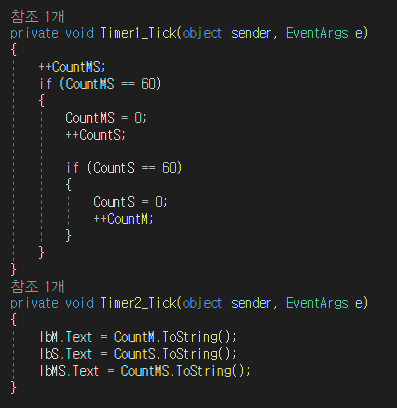 참조 1개
private void Timer1_Tick(object sender, EventArgs e)
{
    ++CountMS;
    if (CountMS == 60)
    {
        CountMS = 0;
        ++CountS;

        if (CountS == 60)
        {
            CountS = 0;
            ++CountM;
        }
    }
}
참조 1개
private void Timer2_Tick(object sender, EventArgs e)
{
    lbM.Text = CountM.ToString();
    lbS.Text = CountS.ToString();
    lbMS.Text = CountMS.ToString();
}